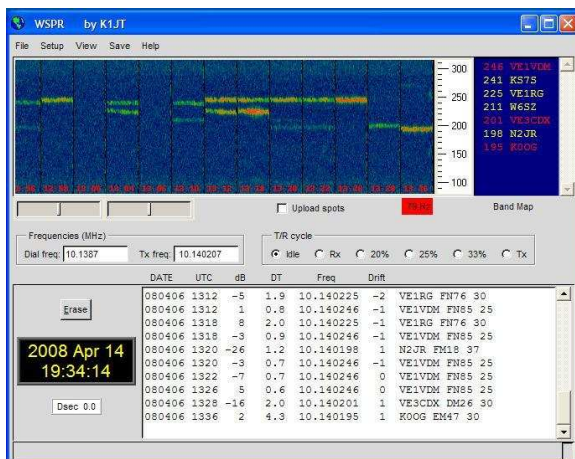 WSPR by K1JT
File Setup View Save Help
300
250
200
150
100
246 VE1VDM
241 KS7S
225 VE1RG
211 W6SZ
201 VE3CDX
198 N2JR
195 K0OG
Upload spots
79 Hz
Band Map
Frequencies (MHz)
Dial freq: 10.1387 Tx freq: 10.140207
T/R cycle
Idle Rx 20% 25% 33% Tx
DATE UTC dB DT Freq Drift
Erase
2008 Apr 14
19:34:14
Dsec 0.0
080406 1312 -5 1.9 10.140225 -2 VE1RG FN76 30
080406 1312 1 0.8 10.140246 -1 VE1VDM FN85 25
080406 1318 8 2.0 10.140225 -1 VE1RG FN76 30
080406 1318 -3 0.9 10.140246 -1 VE1VDM FN85 25
080406 1320 -26 1.2 10.140198 1 N2JR FM18 37
080406 1320 -3 0.7 10.140246 -1 VE1VDM FN85 25
080406 1322 -7 0.7 10.140246 0 VE1VDM FN85 25
080406 1326 5 0.6 10.140246 0 VE1VDM FN85 25
080406 1328 -16 2.0 10.140201 1 VE3CDX DM26 30
080406 1336 2 4.3 10.140195 1 K0OG EM47 30